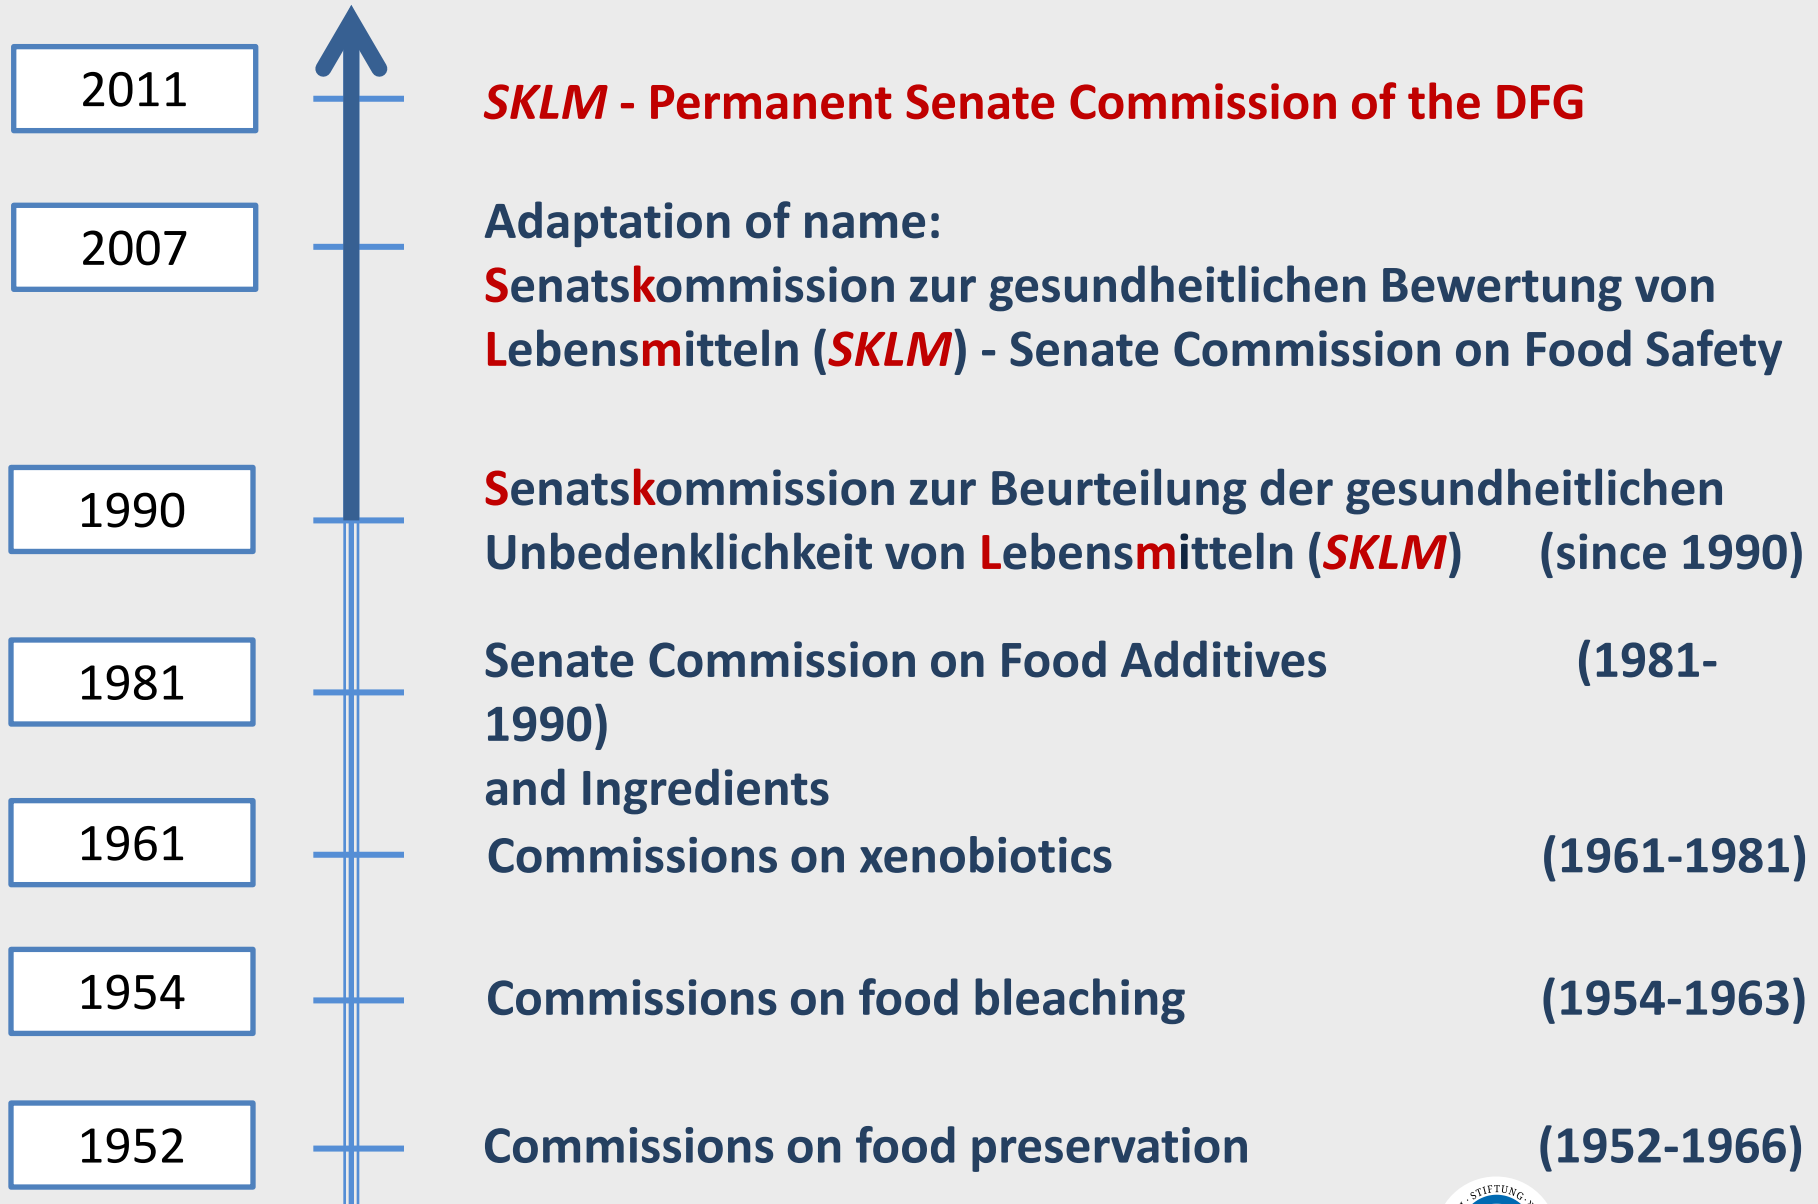 2011
SKLM - Permanent Senate Commission of the DFG
2007
Adaptation of name:
Senatskommission zur gesundheitlichen Bewertung von
Lebensmitteln (SKLM) - Senate Commission on Food Safety
1990
Senatskommission zur Beurteilung der gesundheitlichen
Unbedenklichkeit von Lebensmitteln (SKLM) (since 1990)
1981
Senate Commission on Food Additives (1981-
1990)
and Ingredients
1961
Commissions on xenobiotics (1961-1981)
1954
Commissions on food bleaching (1954-1963)
1952
Commissions on food preservation (1952-1966)
STIFTUNG